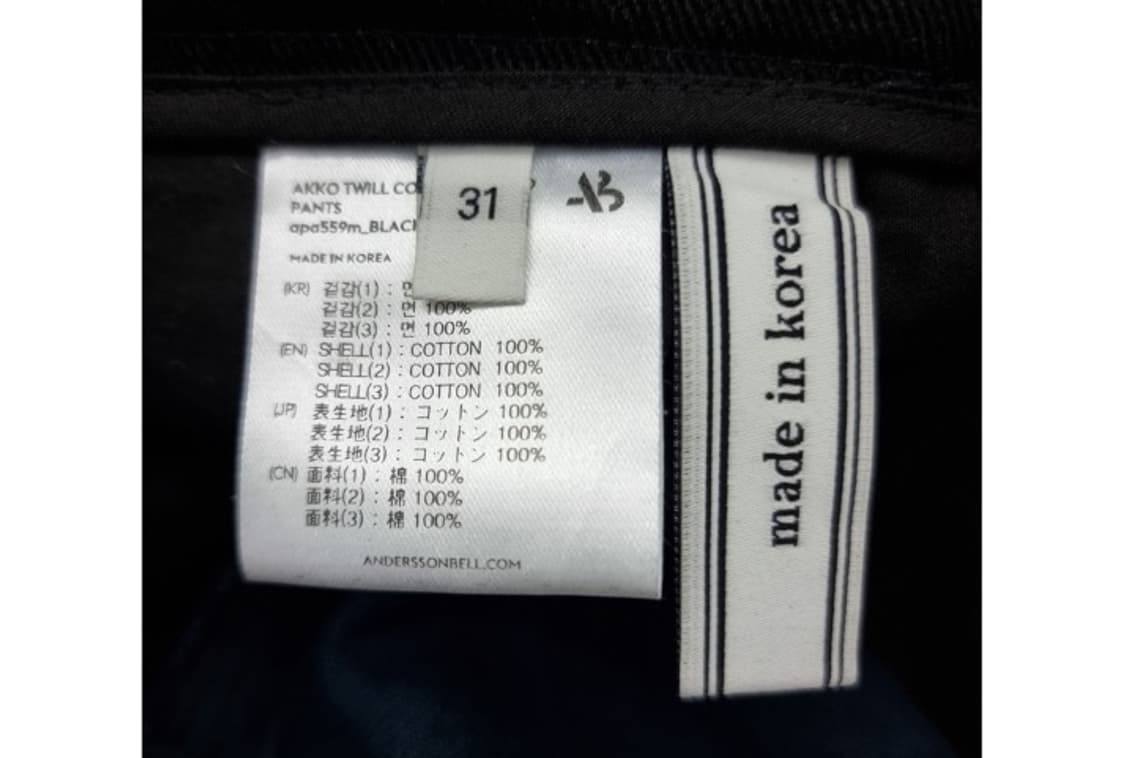 AKKO TWILL
PANTS
apa559m_BLACK
MADE IN KOREA
(KR) 겉감(1) : 면
겉감(2) : 면 100%
겉감(3) : 면 100%
(EN) SHELL(1) : COTTON 100%
SHELL(2) : COTTON 100%
SHELL(3) : COTTON 100%
(JP) 表生地(1) : コットン 100%
表生地(2) : コットン 100%
表生地(3) : コットン 100%
(CN) 面料(1) : 棉 100%
面料(2) : 棉 100%
面料(3) : 棉 100%
ANDERSSONBELL.COM
31
AB
made in korea